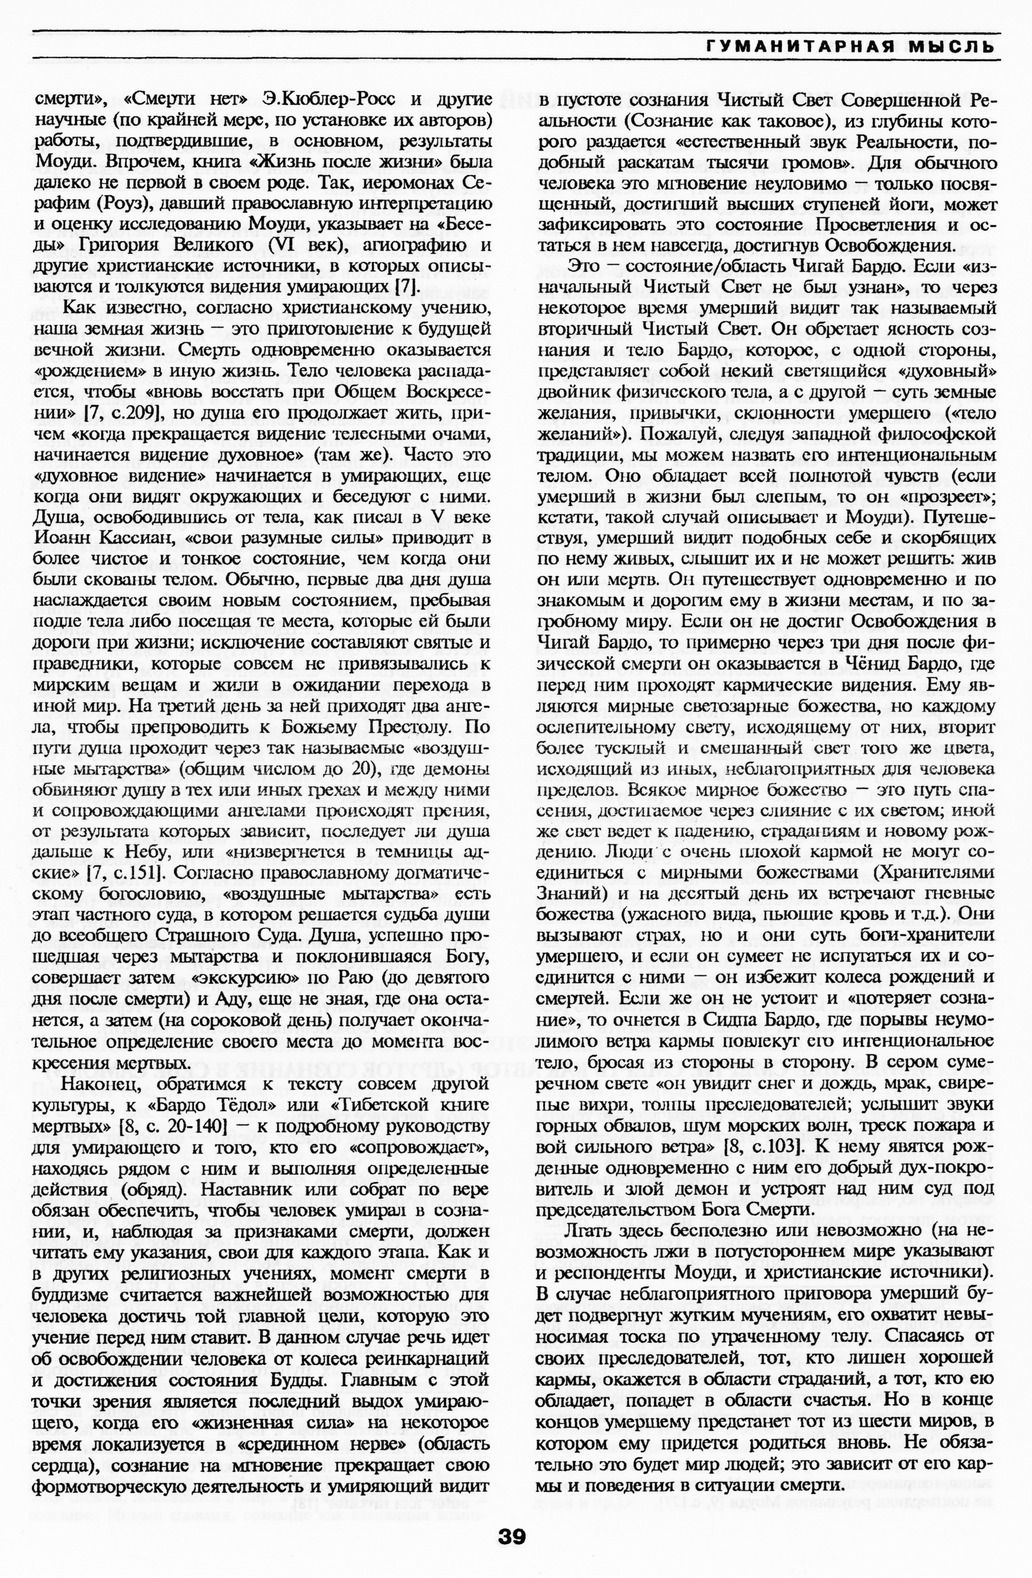 ГУМАНИТАРНАЯ МЫСЛЬ
смерти», «Смерти нет» Э.Кюблер-Росс и другие
научные (по крайней мере, по установке их авторов)
работы, подтвердившие, в основном, результаты
Моуди. Впрочем, книга «Жизнь после жизни» была
далеко не первой в своем роде. Так, иеромонах Се-
рафим (Роуз), давший православную интерпретацию
и оценку исследованию Моуди, указывает на «Бесе-
ды» Григория Великого (VI век), агиографию и
другие христианские источники, в которых описы-
ваются и толкуются видения умирающих [7].
Как известно, согласно христианскому учению,
наша земная жизнь — это приготовление к будущей
вечной жизни. Смерть одновременно оказывается
«рождением» в иную жизнь. Тело человека распада-
ется, чтобы «вновь восстать при Общем Воскресе-
нии» [7, с.209], но душа его продолжает жить, при-
чем «когда прекращается видение телесными очами,
начинается видение духовное» (там же). Часто это
«духовное видение» начинается в умирающих, еще
когда они видят окружающих и беседуют с ними.
Душа, освободившись от тела, как писал в V веке
Иоанн Кассиан, «свои разумные силы» приводит в
более чистое и тонкое состояние, чем когда они
были скованы телом. Обычно, первые два дня душа
наслаждается своим новым состоянием, пребывая
подле тела либо посещая те места, которые ей были
дороги при жизни; исключение составляют святые и
праведники, которые совсем не привязывались к
мирским вещам и жили в ожидании перехода в
иной мир. На третий день за ней приходят два анге-
ла, чтобы препроводить к Божьему Престолу. По
пути душа проходит через так называемые «воздуш-
ные мытарства» (общим числом до 20), где демоны
обвиняют душу в тех или иных грехах и между ними
и сопровождающими ангелами происходят прения,
от результата которых зависит, последует ли душа
дальше к Небу, или «низвергнется в темницы ад-
ские» [7, с.151]. Согласно православному догматиче-
скому богословию, «воздушные мытарства» есть
этап частного суда, в котором решается судьба души
до всеобщего Страшного Суда. Душа, успешно про-
шедшая через мытарства и поклонившаяся Богу,
совершает затем «экскурсию» по Раю (до девятого
дня после смерти) и Аду, еще не зная, где она оста-
нется, а затем (на сороковой день) получает оконча-
тельное определение своего места до момента вос-
кресения мертвых.
Наконец, обратимся к тексту совсем другой
культуры, к «Бардо Тёдол» или «Тибетской книге
мертвых» [8, с. 20-140] — к подробному руководству
для умирающего и того, кто его «сопровождает»,
находясь рядом с ним и выполняя определенные
действия (обряд). Наставник или собрат по вере
обязан обеспечить, чтобы человек умирал в созна-
нии, и, наблюдая за признаками смерти, должен
читать ему указания, свои для каждого этапа. Как и
в других религиозных учениях, момент смерти в
буддизме считается важнейшей возможностью для
человека достичь той главной цели, которую это
учение перед ним ставит. В данном случае речь идет
об освобождении человека от колеса реинкарнаций
и достижения состояния Будды. Главным с этой
точки зрения является последний выдох умираю-
щего, когда его «жизненная сила» на некоторое
время локализуется в «срединном нерве» (область
сердца), сознание на мгновение прекращает свою
формотворческую деятельность и умирающий видит
в пустоте сознания Чистый Свет Совершенной Ре-
альности (Сознание как таковое), из глубины кото-
рого раздается «естественный звук Реальности, по-
добный раскатам тысячи громов». Для обычного
человека это мгновение неуловимо — только посвя-
щенный, достигший высших ступеней йоги, может
зафиксировать это состояние Просветления и ос-
таться в нем навсегда, достигнув Освобождения.
Это — состояние/область Чигай Бардо. Если «из-
начальный Чистый Свет не был узнан», то через
некоторое время умерший видит так называемый
вторичный Чистый Свет. Он обретает ясность соз-
нания и тело Бардо, которое, с одной стороны,
представляет собой некий светящийся «духовный»
двойник физического тела, а с другой — суть земные
желания, привычки, склонности умершего («тело
желаний»). Пожалуй, следуя западной философской
традиции, мы можем назвать его интенциональным
телом. Оно обладает всей полнотой чувств (если
умерший в жизни был слепым, то он «прозреет»;
кстати, такой случай описывает и Моуди). Путеше-
ствуя, умерший видит подобных себе и скорбящих
по нему живых, слышит их и не может решить: жив
он или мертв. Он путешествует одновременно и по
знакомым и дорогим ему в жизни местам, и по за-
гробному миру. Если он не достиг Освобождения в
Чигай Бардо, то примерно через три дня после фи-
зической смерти он оказывается в Чёнид Бардо, где
перед ним проходят кармические видения. Ему яв-
ляются мирные светозарные божества, но каждому
ослепительному свету, исходящему от них, вторит
более тусклый и смешанный свет того же цвета,
исходящий из иных, неблагоприятных для человека
пределов. Всякое мирное божество — это путь спа-
сения, достигаемое через слияние с их светом; иной
же свет ведет к падению, страданиям и новому рож-
дению. Люди с очень плохой кармой не могут со-
единиться с мирными божествами (Хранителями
Знаний) и на десятый день их встречают гневные
божества (ужасного вида, пьющие кровь и т.д.). Они
вызывают страх, но и они суть боги-хранители
умершего, и если он сумеет не испугаться их и со-
единится с ними — он избежит колеса рождений и
смертей. Если же он не устоит и «потеряет созна-
ние», то очнется в Сидпа Бардо, где порывы неумо-
лимого ветра кармы повлекут его интенциональное
тело, бросая из стороны в сторону. В сером суме-
речном свете «он увидит снег и дождь, мрак, свире-
пые вихри, толпы преследователей; услышит звуки
горных обвалов, шум морских волн, треск пожара и
вой сильного ветра» [8, с.103]. К нему явятся рож-
денные одновременно с ним его добрый дух-покро-
витель и злой демон и устроят над ним суд под
председательством Бога Смерти.
Лгать здесь бесполезно или невозможно (на не-
возможность лжи в потустороннем мире указывают
и респонденты Моуди, и христианские источники).
В случае неблагоприятного приговора умерший бу-
дет подвергнут жутким мучениям, его охватит невы-
носимая тоска по утраченному телу. Спасаясь от
своих преследователей, тот, кто лишен хорошей
кармы, окажется в области страданий, а тот, кто ею
обладает, попадет в области счастья. Но в конце
концов умершему предстанет тот из шести миров, в
котором ему придется родиться вновь. Не обяза-
тельно это будет мир людей; это зависит от его кар-
мы и поведения в ситуации смерти.
39